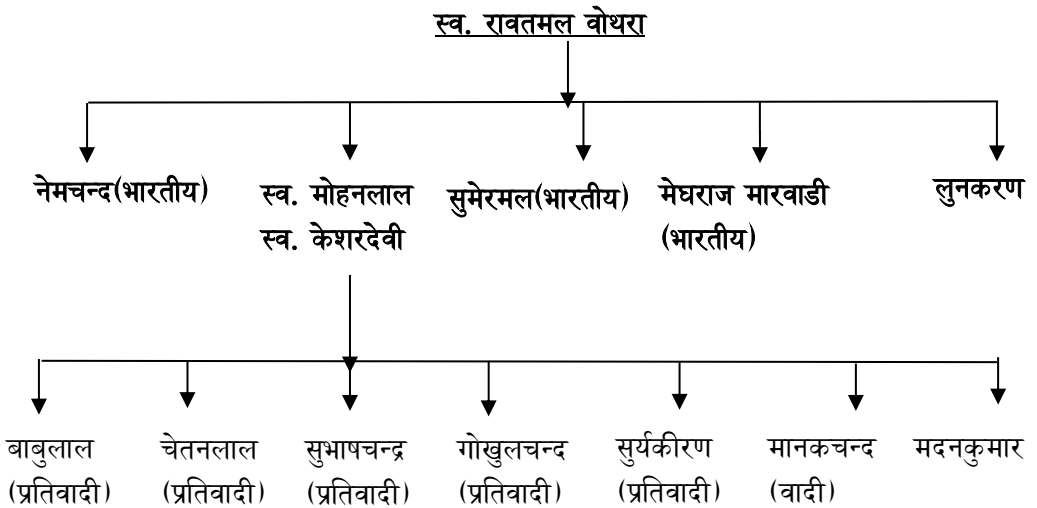 स्व. रावतमल वोथरा
नेमचन्द(भारतीय)
स्व. मोहनलाल
स्व. केशरदेवी
सुमेरमल(भारतीय)
मेघराज मारवाडी
(भारतीय)
लुनकरण
बाबुलाल
(प्रतिवादी)
चेतनलाल
(प्रतिवादी)
सुभाषचन्द्र
(प्रतिवादी)
गोखुलचन्द
(प्रतिवादी)
सुर्यकीरण
(प्रतिवादी)
मानकचन्द
(वादी)
मदनकुमार